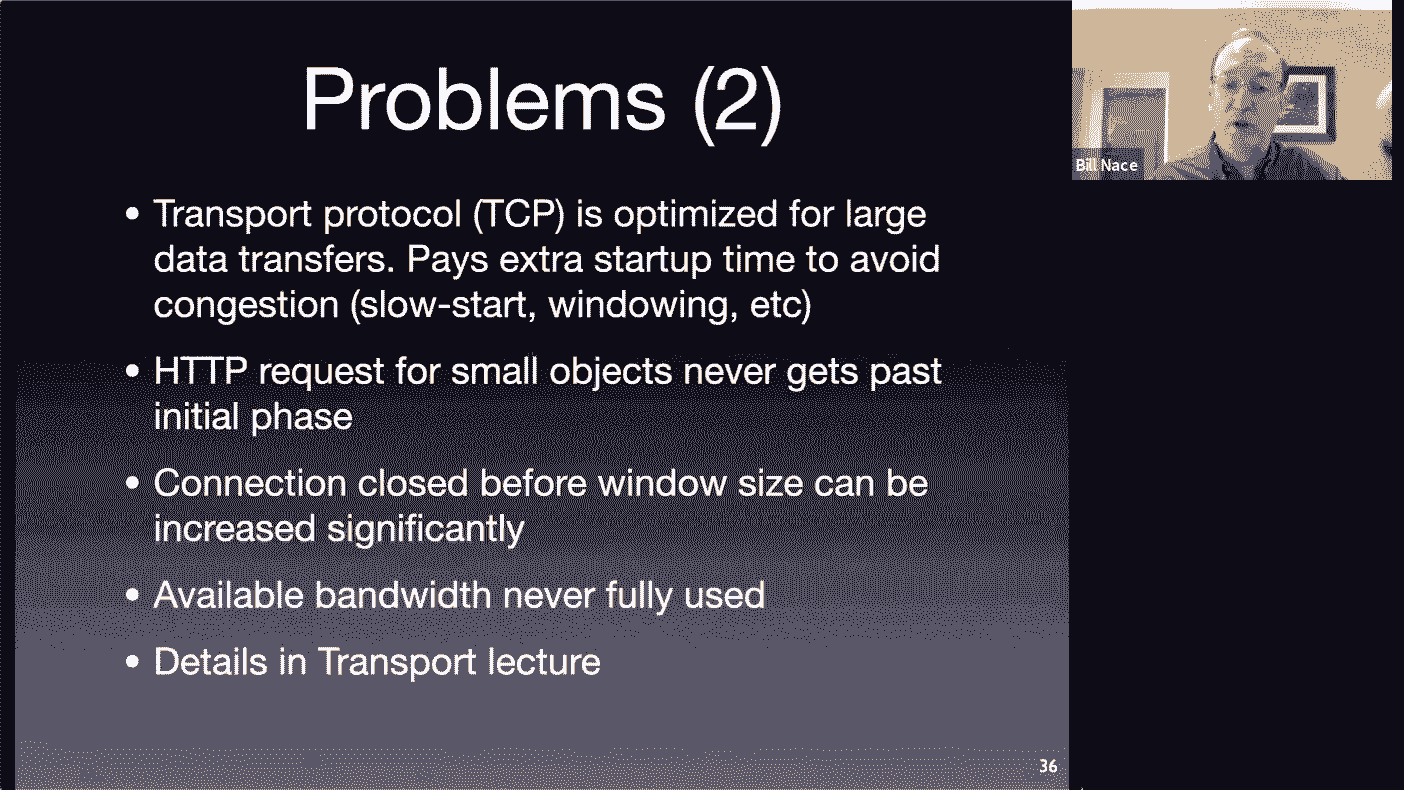 Problems (2)
Bill Nace
• Transport protocol (TCP) is optimized for large
data transfers. Pays extra startup time to avoid
congestion (slow-start, windowing, etc)
• HTTP request for small objects never gets past
initial phase
• Connection closed before window size can be
increased significantly
• Available bandwidth never fully used
• Details in Transport lecture
36